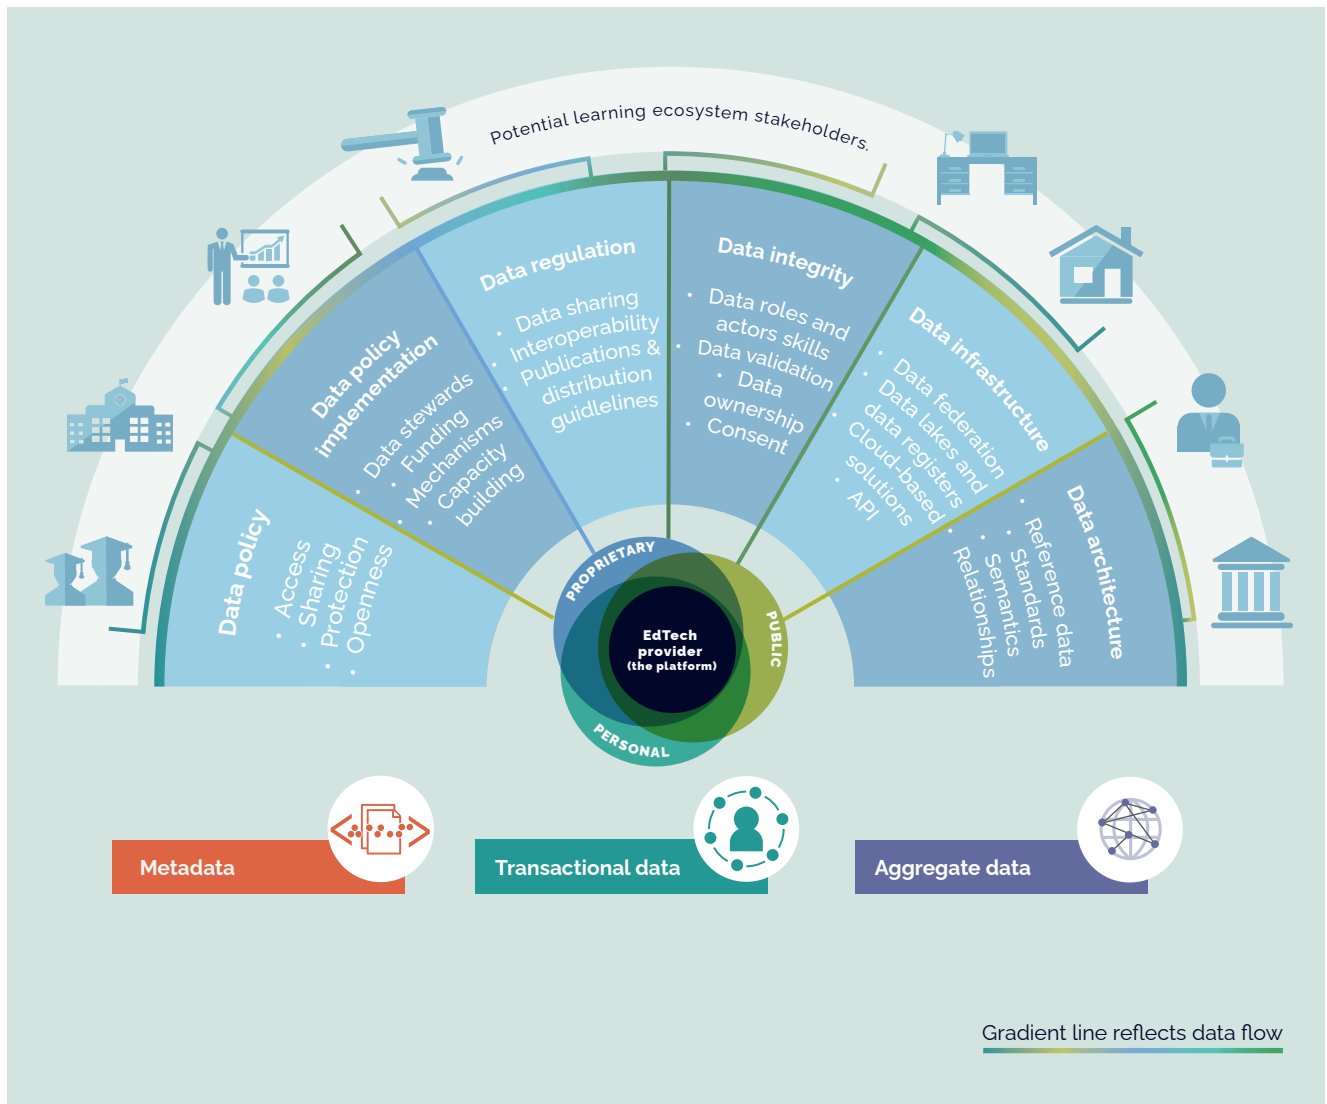 Potential learning ecosystem stakeholders.
Data policy
• Access
• Sharing
• Protection
• Openness
Data policy
implementation
• Data stewards
• Funding
• Mechanisms
• Capacity
building
Data regulation
• Data sharing
• Interoperability
• Publications &
distribution
guidlelines
Data integrity
• Data roles and
actors skills
• Data validation
• Data
ownership
• Consent
Data infrastructure
• Data federation
• Data lakes and
data registers
• Cloud-based
solutions
• API
Data architecture
• Reference data
• Standards
• Semantics
• Relationships
PROPRIETARY
PUBLIC
PERSONAL
EdTech
provider
(the platform)
Metadata
Transactional data
Aggregate data
Gradient line reflects data flow